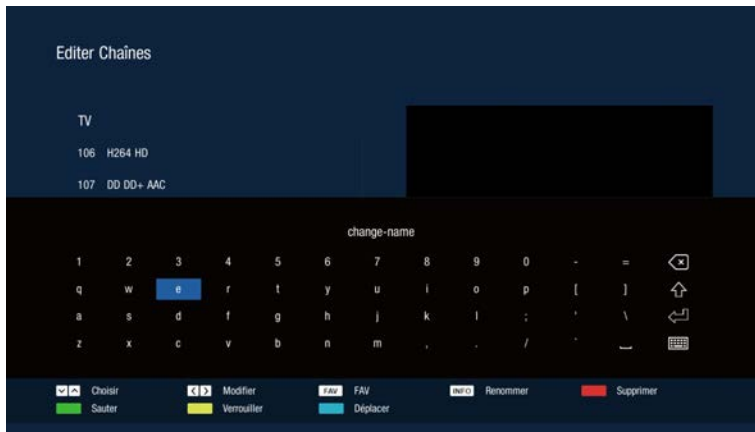 Editer Chaînes
TV
106 H264 HD
107 DD DD+ AAC
change-name
1 2 3 4 5 6 7 8 9 0 - =
q w e r t y u i o p [ ]
a s d f g h j k l ; ' \
z x c v b n m , . / `
Choisir Modifier FAV FAV INFO Renommer Supprimer
Sauter Verrouiller Déplacer